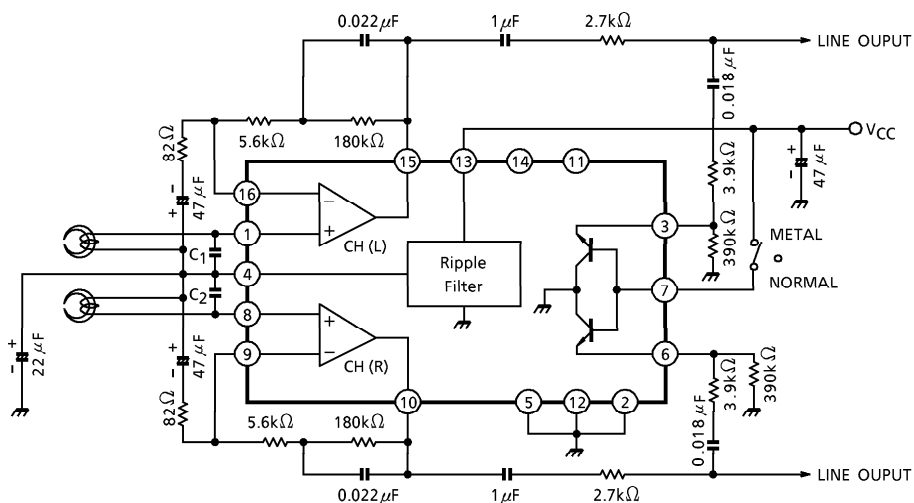 0.022μF
1μF
2.7kΩ
LINE OUPUT
0.018μF
82Ω
5.6kΩ
180kΩ
VCC
+
-
47μF
15
13
14
11
3.9kΩ
+
-
47μF
16
-
+
CH (L)
1
3
390kΩ
METAL
NORMAL
C1
4
Ripple
Filter
7
C2
8
+
-
CH (R)
+
-
22μF
+
-
47μF
9
6
82Ω
10
5
12
2
3.9kΩ
390kΩ
5.6kΩ
180kΩ
0.018μF
0.022μF
1μF
2.7kΩ
LINE OUPUT